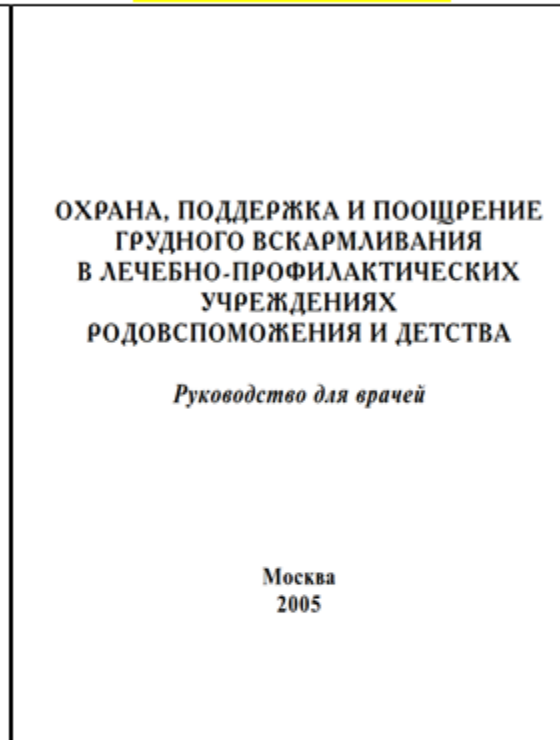 ОХРАНА, ПОДДЕРЖКА И ПООЩРЕНИЕ
ГРУДНОГО ВСКАРМЛИВАНИЯ
В ЛЕЧЕБНО-ПРОФИЛАКТИЧЕСКИХ
УЧРЕЖДЕНИЯХ
РОДОВСПОМОЖЕНИЯ И ДЕТСТВА
Руководство для врачей
Москва
2005